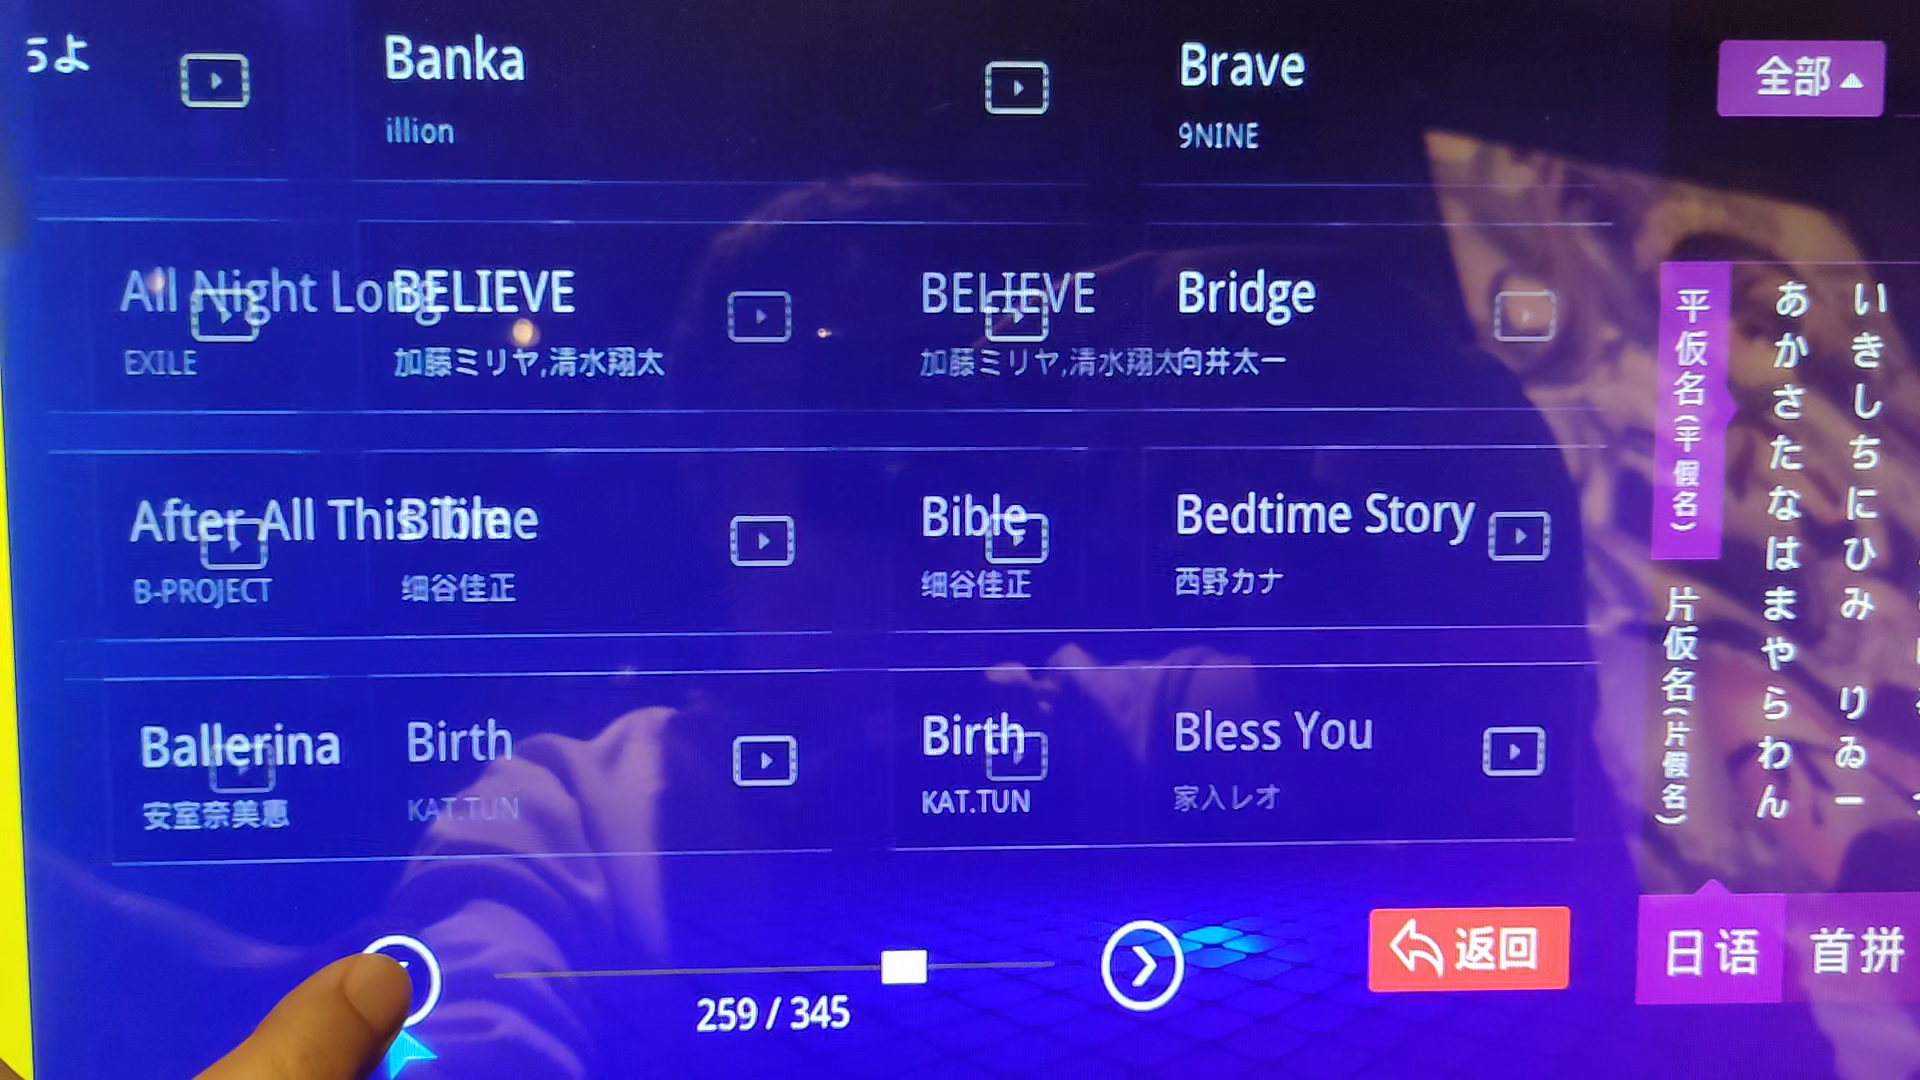 うよ
Banka
illion
Brave
9NINE
全部
All Night Long
EXILE
BELIEVE
加藤ミリヤ,清水翔太
BELIEVE
加藤ミリヤ,清水翔太
Bridge
向井太一
After All This Time
B-PROJECT
Bible
细谷佳正
Bible
细谷佳正
Bedtime Story
西野カナ
Ballerina
安室奈美恵
Birth
KAT.TUN
Birth
KAT.TUN
Bless You
家入レオ
259 / 345
返回
平仮名(平假名)
片仮名(片假名)
あかさたなはまやらわん
いきしちにひみ りゐー
日语
首拼